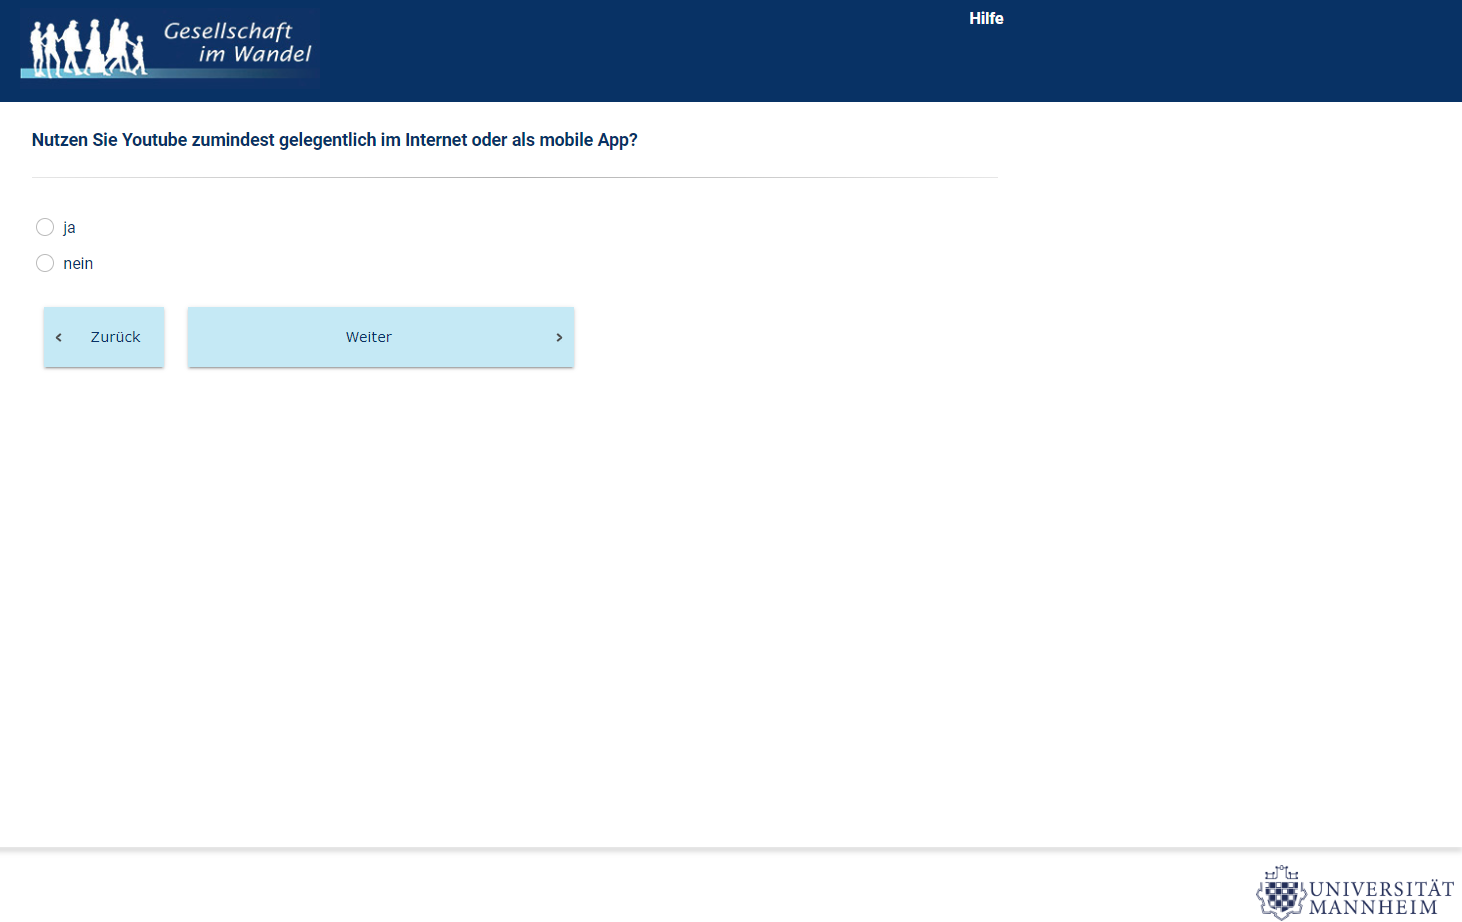 Gesellschaft
im Wandel
Hilfe
Nutzen Sie Youtube zumindest gelegentlich im Internet oder als mobile App?
ja
nein
Zurück
Weiter
UNIVERSITÄT
MANNHEIM